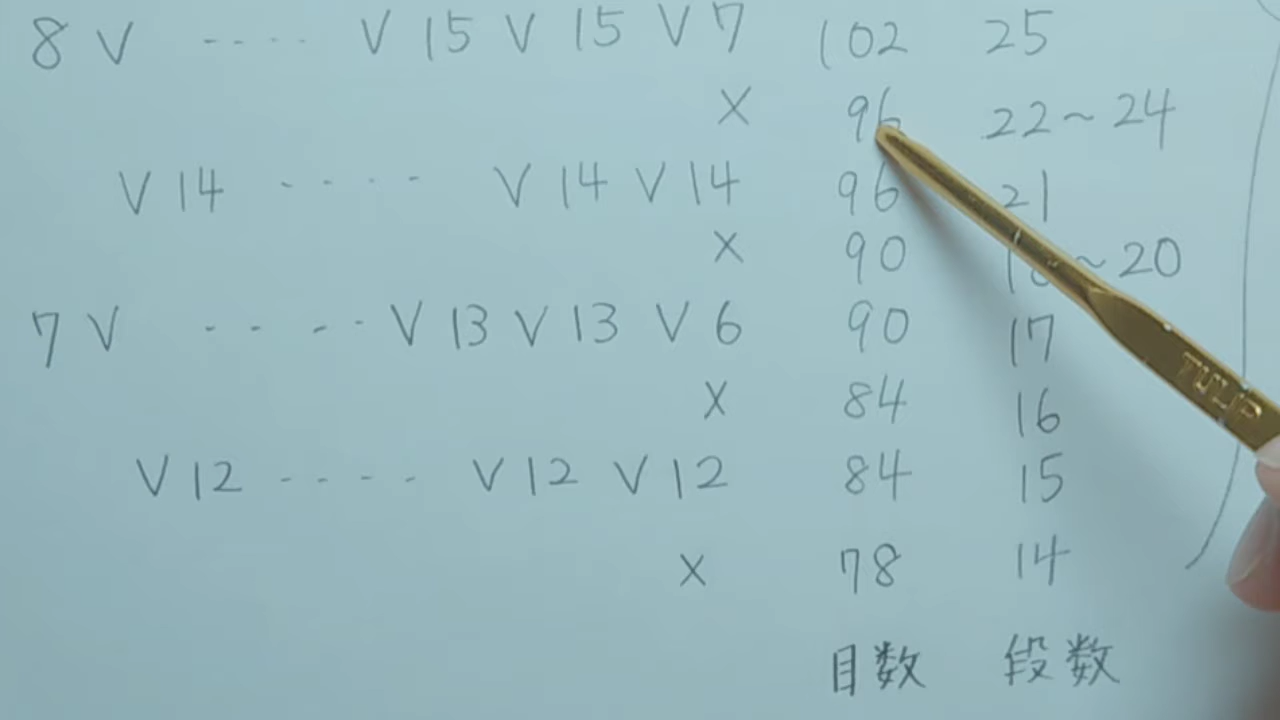 8 V ---- V 15 V 15 V 7 102 25
X 96 22~24
V 14 ---- V 14 V 14 96 21
X 90 ~20
7 V ---- V 13 V 13 V 6 90 17
X 84 16
V 12 ---- V 12 V 12 84 15
X 78 14
目数 段数
TULIP